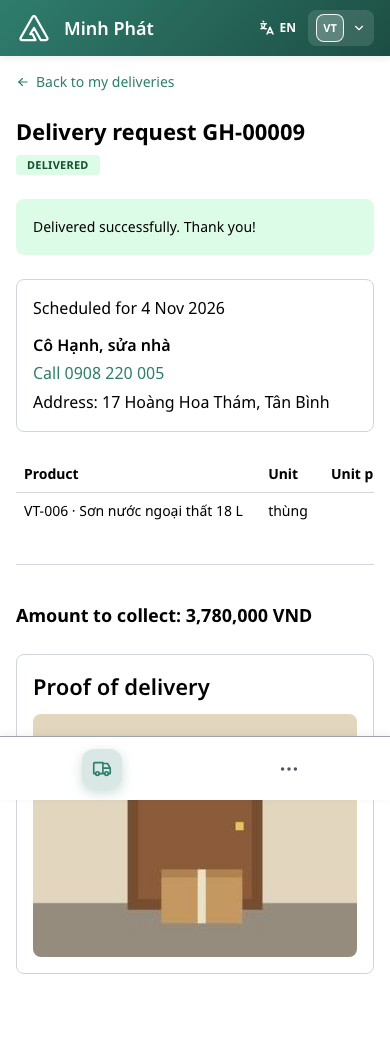 Minh Phát
EN
VT
Back to my deliveries
Delivery request GH-00009
DELIVERED
Delivered successfully. Thank you!
Scheduled for 4 Nov 2026
Cô Hạnh, sửa nhà
Call 0908 220 005
Address: 17 Hoàng Hoa Thám, Tân Bình
Product Unit Unit p
VT-006 · Sơn nước ngoại thất 18 L thùng
Amount to collect: 3,780,000 VND
Proof of delivery